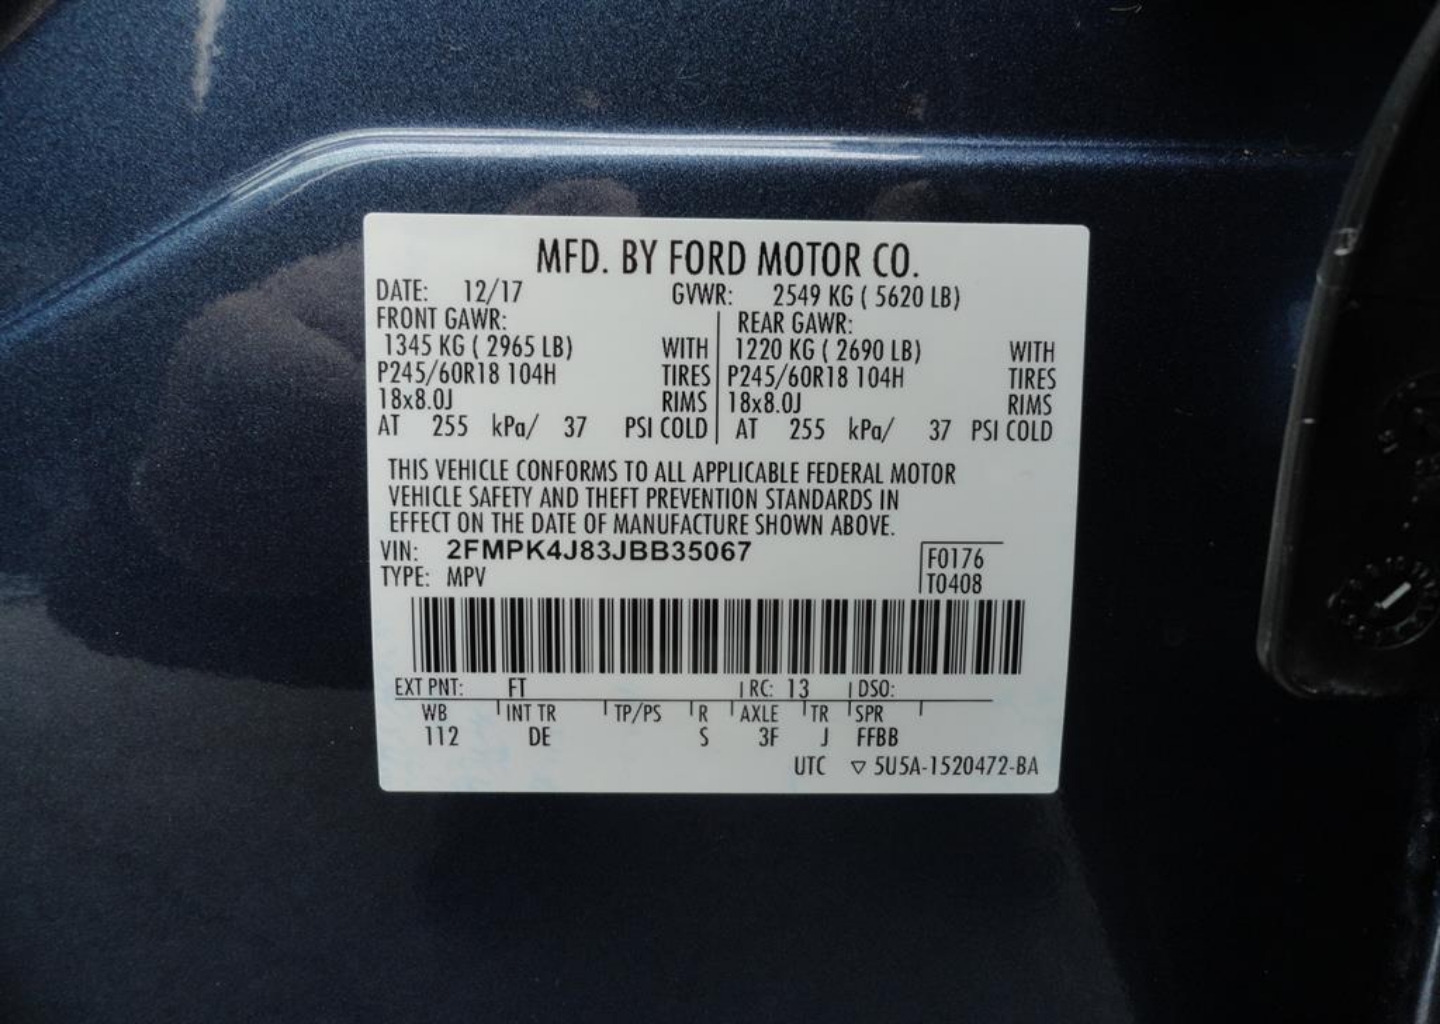 MFD. BY FORD MOTOR CO.
DATE: 12/17 GVWR: 2549 KG ( 5620 LB)
FRONT GAWR: REAR GAWR:
1345 KG ( 2965 LB) WITH 1220 KG ( 2690 LB) WITH
P245/60R18 104H TIRES P245/60R18 104H TIRES
18x8.0J RIMS 18x8.0J RIMS
AT 255 kPa/ 37 PSI COLD AT 255 kPa/ 37 PSI COLD
THIS VEHICLE CONFORMS TO ALL APPLICABLE FEDERAL MOTOR
VEHICLE SAFETY AND THEFT PREVENTION STANDARDS IN
EFFECT ON THE DATE OF MANUFACTURE SHOWN ABOVE.
VIN: 2FMPK4J83JBB35067 F0176
TYPE: MPV T0408
EXT PNT: FT RC: 13 DSO:
WB INT TR TP/PS R AXLE TR SPR
112 DE S 3F J FFBB
UTC ▽ 5U5A-1520472-BA